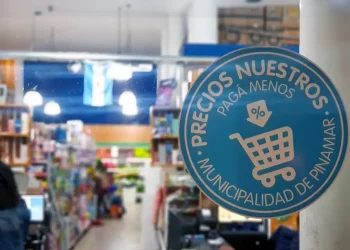 PRECIOS NUESTROS
PAGÁ MENOS
%
MUNICIPALIDAD DE PINAMAR